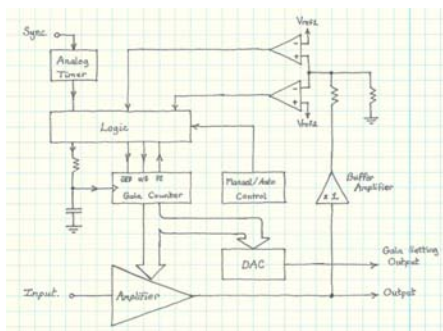 Sync
Analog
Timer
Vref1
Vref2
Logic
Gain Counter
Manual/Auto
Control
Buffer
Amplifier
x 1.
DAC
Gain Setting
Output
Input.
Amplifier
Output